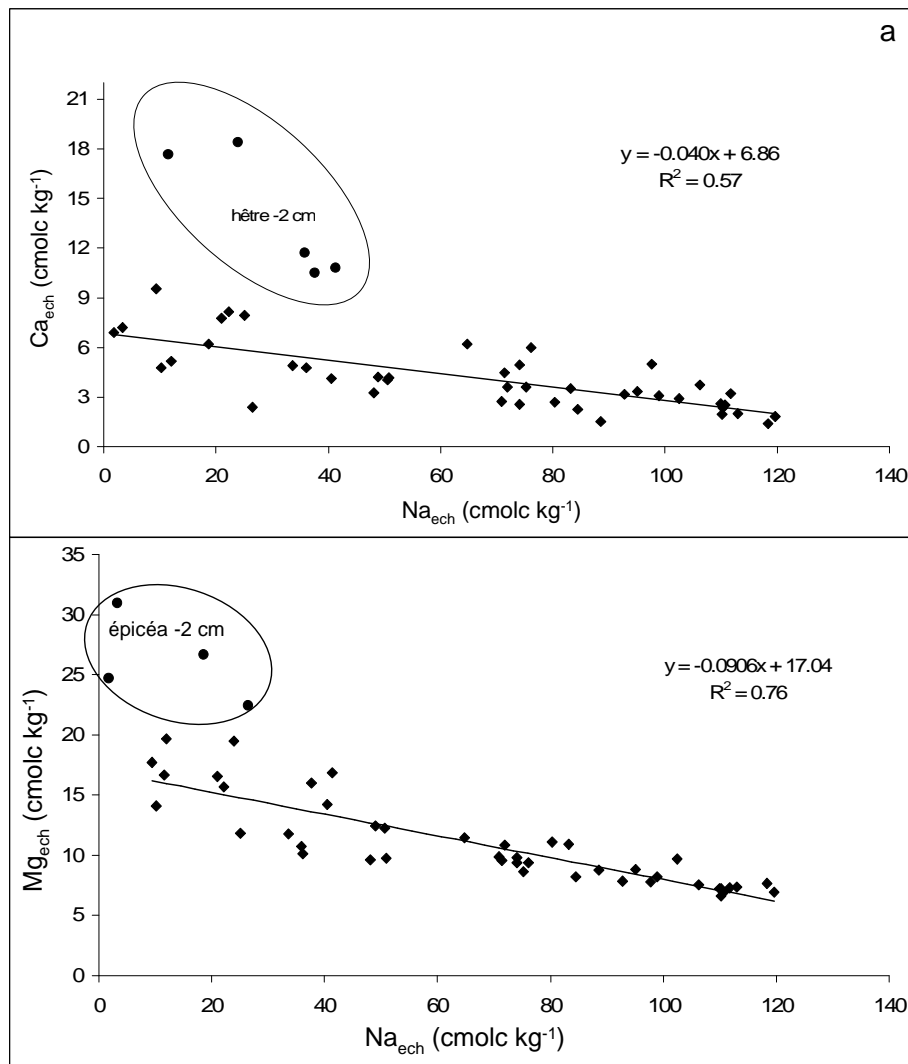 a
21
18
15
12
9
6
3
0
Ca_ech (cmolc kg⁻¹)
y = -0.040x + 6.86
R² = 0.57
hêtre -2 cm
0 20 40 60 80 100 120 140
Na_ech (cmolc kg⁻¹)
35
30
25
20
15
10
5
0
Mg_ech (cmolc kg⁻¹)
épicéa -2 cm
y = -0.0906x + 17.04
R² = 0.76
0 20 40 60 80 100 120 140
Na_ech (cmolc kg⁻¹)